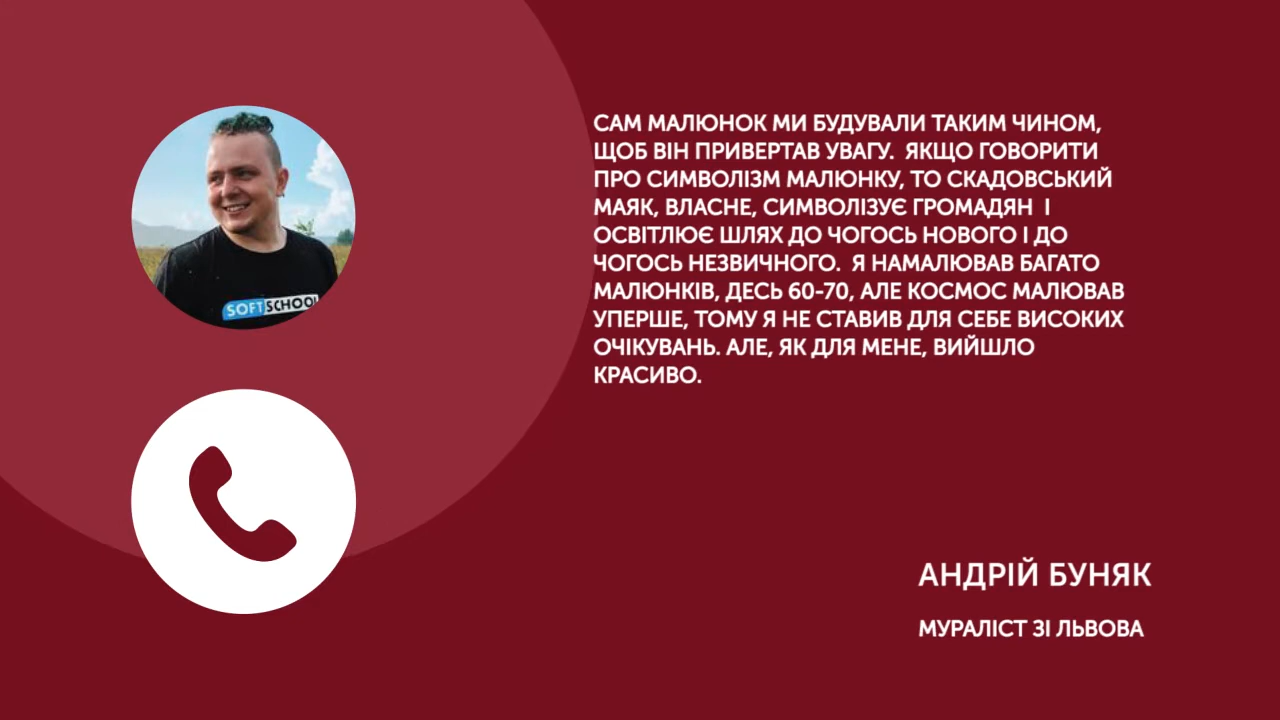 САМ МАЛЮНОК МИ БУДУВАЛИ ТАКИМ ЧИНОМ,
ЩОБ ВІН ПРИВЕРТАВ УВАГУ. ЯКЩО ГОВОРИТИ
ПРО СИМВОЛІЗМ МАЛЮНКУ, ТО СКАДОВСЬКИЙ
МАЯК, ВЛАСНЕ, СИМВОЛІЗУЄ ГРОМАДЯН І
ОСВІТЛЮЄ ШЛЯХ ДО ЧОГОСЬ НОВОГО І ДО
ЧОГОСЬ НЕЗВИЧНОГО. Я НАМАЛЮВАВ БАГАТО
МАЛЮНКІВ, ДЕСЬ 60-70, АЛЕ КОСМОС МАЛЮВАВ
УПЕРШЕ, ТОМУ Я НЕ СТАВИВ ДЛЯ СЕБЕ ВИСОКИХ
ОЧІКУВАНЬ. АЛЕ, ЯК ДЛЯ МЕНЕ, ВИЙШЛО
КРАСИВО.
SOFTSCHOOL
АНДРІЙ БУНЯК
МУРАЛІСТ ЗІ ЛЬВОВА